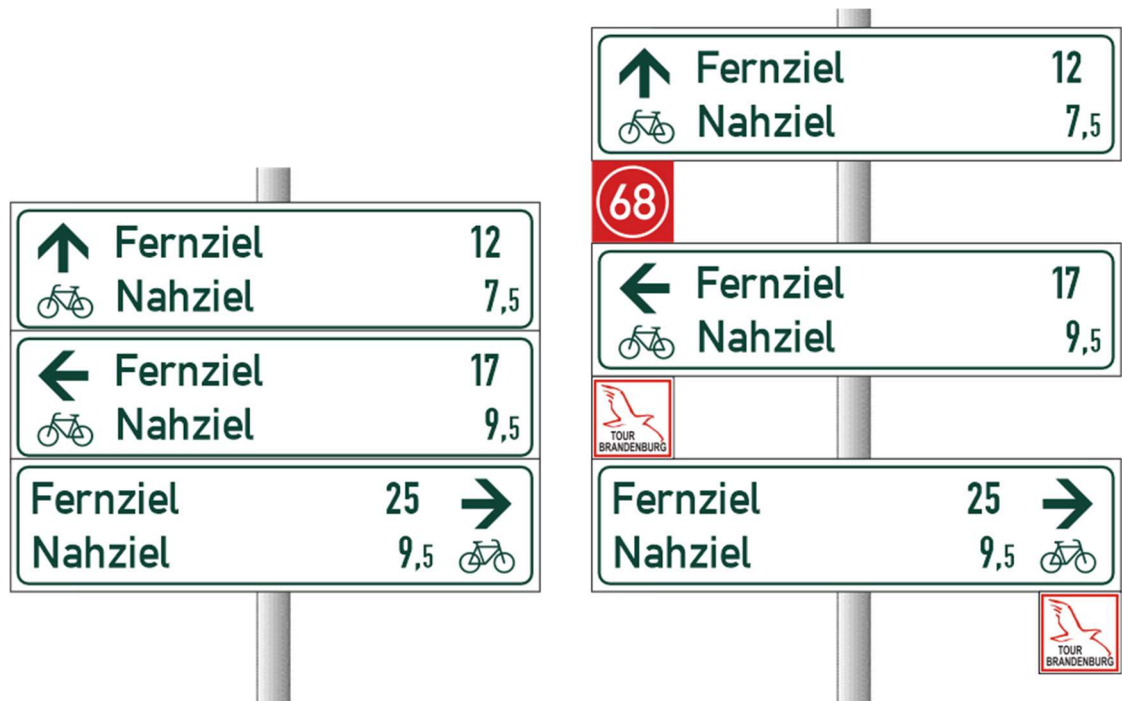 Fernziel 12
Nahziel 7,5
Fernziel 17
Nahziel 9,5
Fernziel 25
Nahziel 9,5
Fernziel 12
Nahziel 7,5
68
Fernziel 17
Nahziel 9,5
TOUR
BRANDENBURG
Fernziel 25
Nahziel 9,5
TOUR
BRANDENBURG